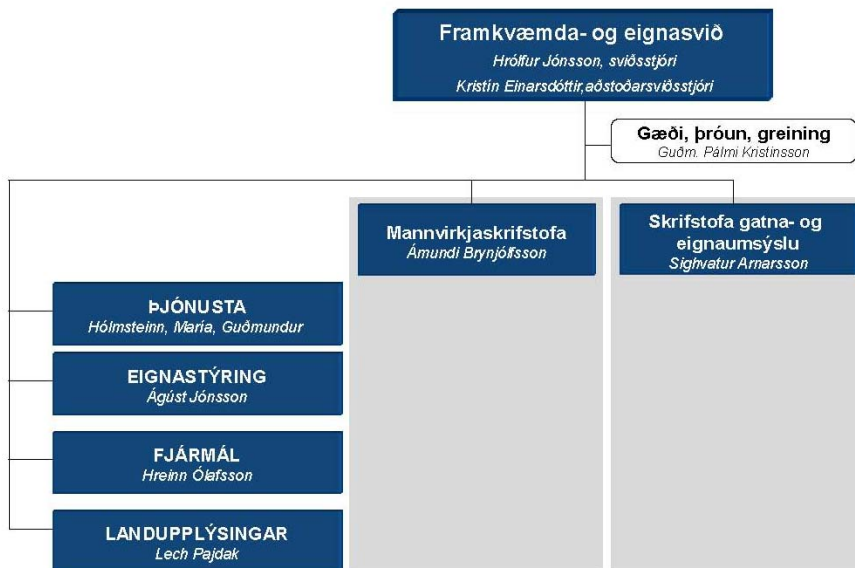 Framkvæmda- og eignasvið
Hrólfur Jónsson, sviðsstjóri
Kristín Einarsdóttir,aðstoðarsviðsstjóri
Gæði, þróun, greining
Guðm. Pálmi Kristinsson
Mannvirkjaskrifstofa
Ámundi Brynjólfsson
Skrifstofa gatna- og
eignaumsýslu
Sighvatur Arnarsson
ÞJÓNUSTA
Hólmsteinn, María, Guðmundur
EIGNASTÝRING
Ágúst Jónsson
FJÁRMÁL
Hreinn Ólafsson
LANDUPPLÝSINGAR
Lech Pajdak